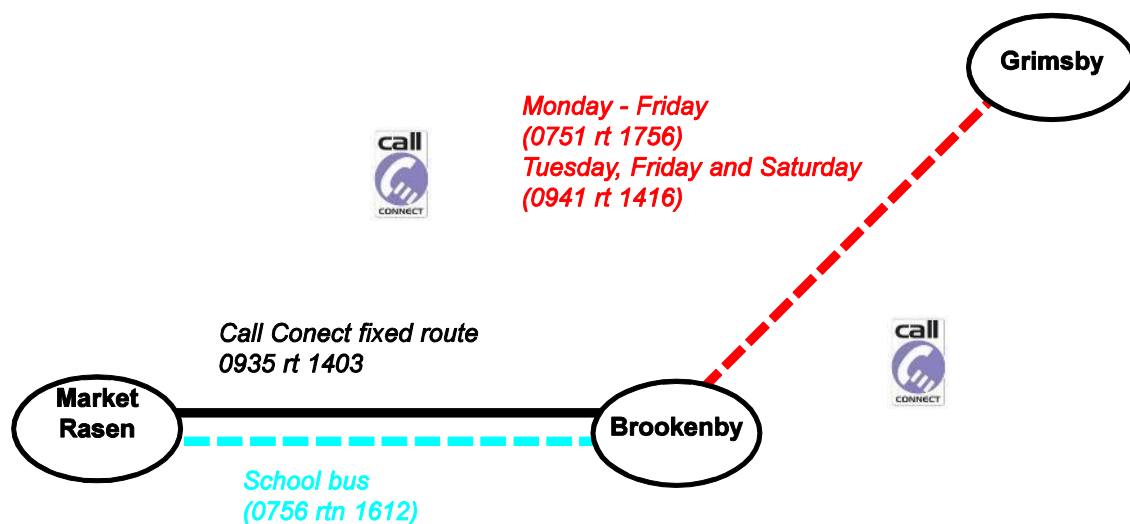 Grimsby
Monday - Friday
(0751 rt 1756)
Tuesday, Friday and Saturday
(0941 rt 1416)
call
CONNECT
Call Conect fixed route
0935 rt 1403
call
CONNECT
Market
Rasen
Brookenby
School bus
(0756 rtn 1612)